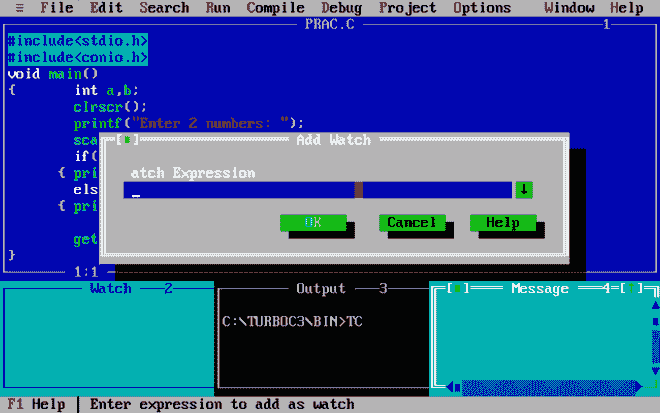 ≡ File Edit Search Run Compile Debug Project Options Window Help
PRAC.C 1
#include<stdio.h>
#include<conio.h>
void main()
{ int a,b;
clrscr();
printf("Enter 2 numbers: ");
sca
if(
{ pri
els
{ pri
get
}
1:1
[■] Add Watch
atch Expression
↓
OK Cancel Help
Watch 2
Output 3
C:\TURBOC3\BIN>TC
[■] Message 4=[↑]
F1 Help │ Enter expression to add as watch